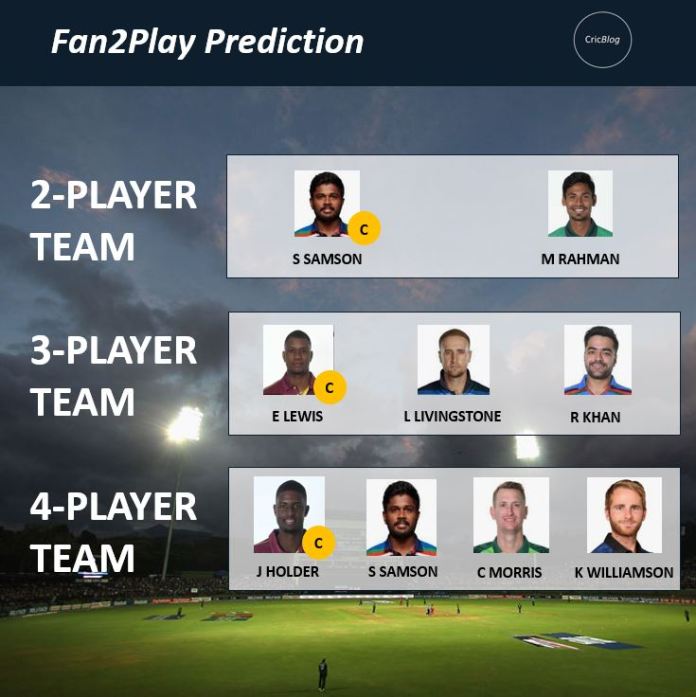 Fan2Play Prediction
CricBlog
2-PLAYER
TEAM
C
S SAMSON
M RAHMAN
3-PLAYER
TEAM
C
E LEWIS
L LIVINGSTONE
R KHAN
4-PLAYER
TEAM
C
J HOLDER
S SAMSON
C MORRIS
K WILLIAMSON